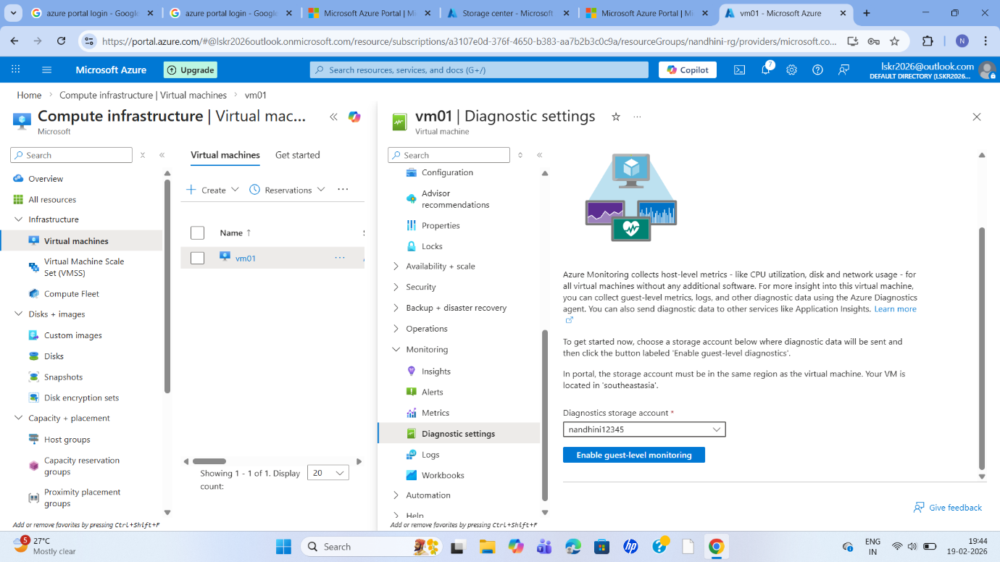 azure portal login - Google
azure portal login - Google
Microsoft Azure Portal | Mi
Storage center - Microsoft
Microsoft Azure Portal | Mi
vm01 - Microsoft Azure
https://portal.azure.com/#@lskr2026outlook.onmicrosoft.com/resource/subscriptions/a3107e0d-376f-4650-b383-aa7b2b3c0c9a/resourceGroups/nandhini-rg/providers/microsoft.co...
N
Microsoft Azure
Upgrade
Search resources, services, and docs (G+/)
Copilot
7
lskr2026@outlook.com
DEFAULT DIRECTORY (LSKR2026...
Home > Compute infrastructure | Virtual machines > vm01
Compute infrastructure | Virtual mac...
Microsoft
Search
Overview
All resources
Infrastructure
Virtual machines
Virtual Machine Scale
Set (VMSS)
Compute Fleet
Disks + images
Custom images
Disks
Snapshots
Disk encryption sets
Capacity + placement
Host groups
Capacity reservation
groups
Proximity placement
groups
Add or remove favorites by pressing Ctrl+Shift+F
Virtual machines
Get started
Create
Reservations
Name ↑
vm01
Showing 1 - 1 of 1. Display
count:
20
vm01 | Diagnostic settings
Virtual machine
Search
Configuration
Advisor
recommendations
Properties
Locks
Availability + scale
Security
Backup + disaster recovery
Operations
Monitoring
Insights
Alerts
Metrics
Diagnostic settings
Logs
Workbooks
Automation
Help
Add or remove favorites by pressing Ctrl+Shift+F
Azure Monitoring collects host-level metrics - like CPU utilization, disk and network usage - for
all virtual machines without any additional software. For more insight into this virtual machine,
you can collect guest-level metrics, logs, and other diagnostic data using the Azure Diagnostics
agent. You can also send diagnostic data to other services like Application Insights. Learn more
To get started now, choose a storage account below where diagnostic data will be sent and
then click the button labeled 'Enable guest-level diagnostics'.
In portal, the storage account must be in the same region as the virtual machine. Your VM is
located in 'southeastasia'.
Diagnostics storage account *
nandhini12345
Enable guest-level monitoring
Give feedback
5
27°C
Mostly clear
Search
hp
ENG
IN
19:44
19-02-2026